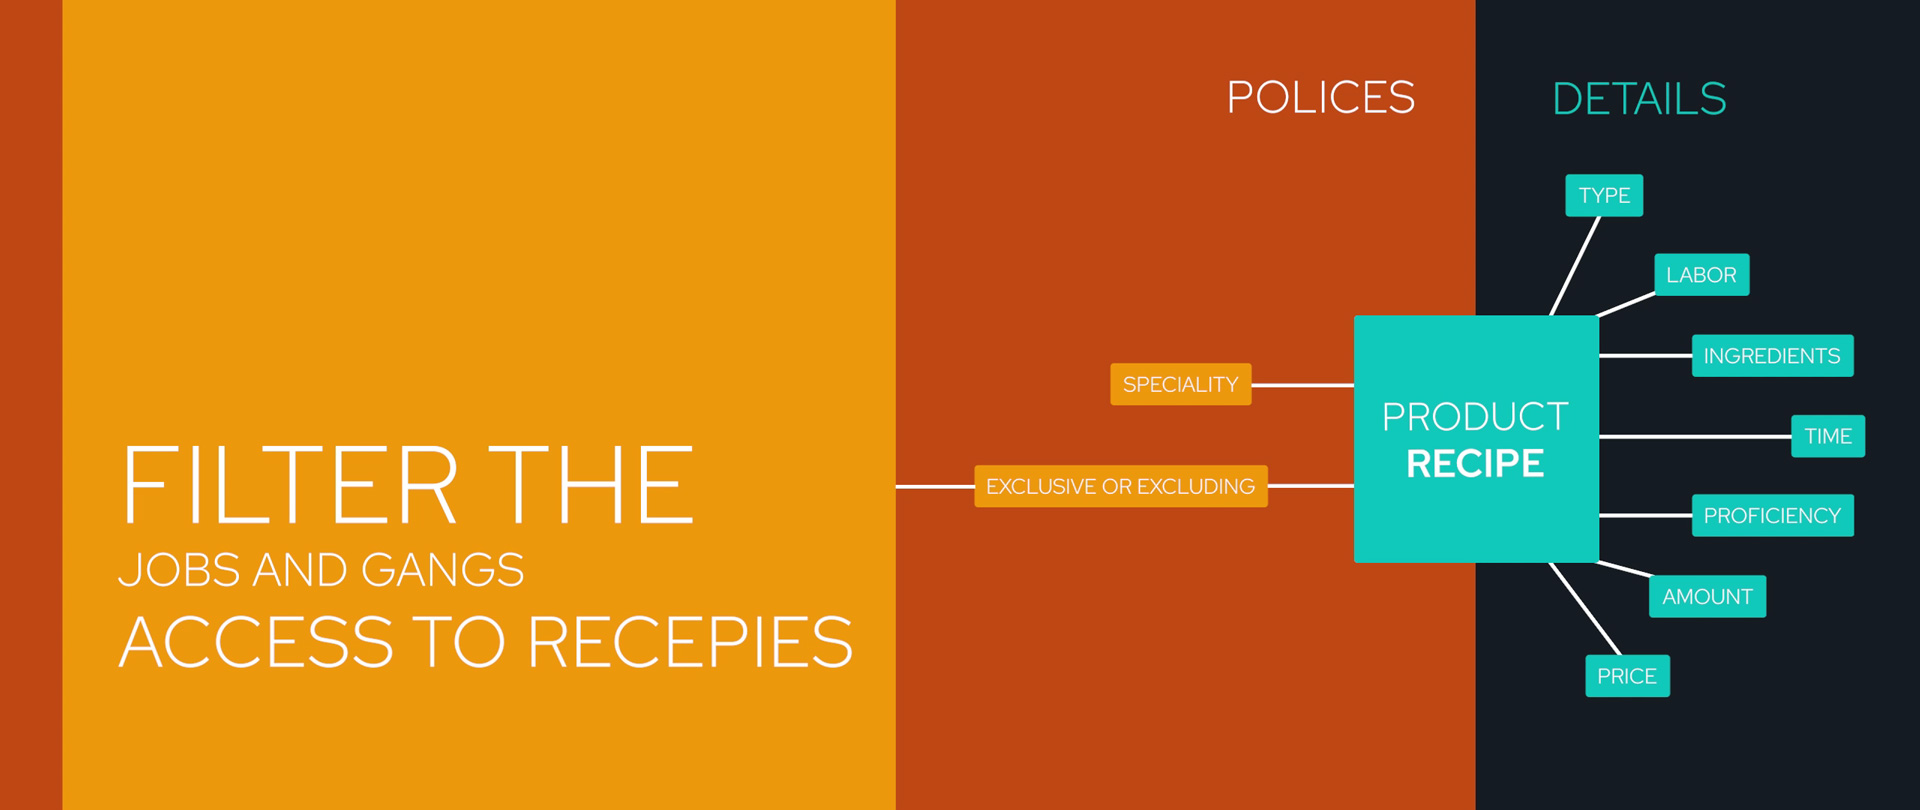 FILTER THE
JOBS AND GANGS
ACCESS TO RECEPIES
POLICES
SPECIALITY
EXCLUSIVE OR EXCLUDING
PRODUCT
RECIPE
DETAILS
TYPE
LABOR
INGREDIENTS
TIME
PROFICIENCY
AMOUNT
PRICE